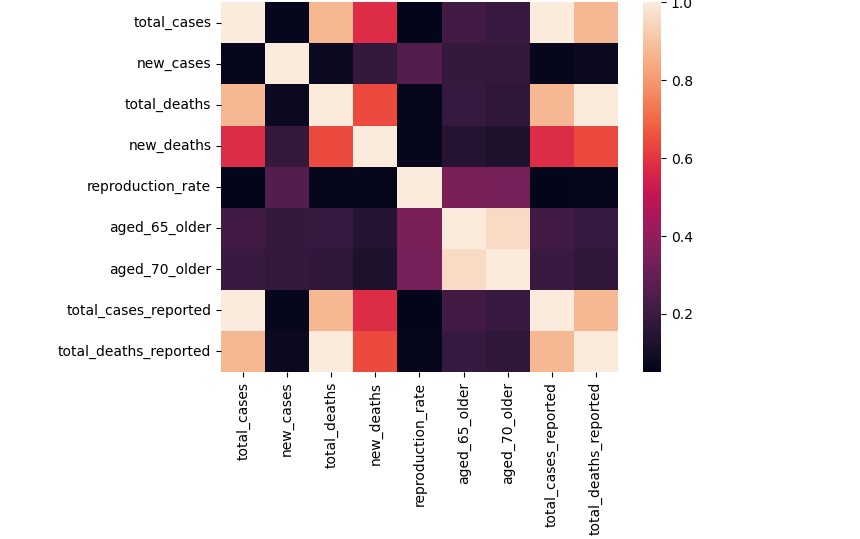 total_cases
new_cases
total_deaths
new_deaths
reproduction_rate
aged_65_older
aged_70_older
total_cases_reported
total_deaths_reported
total_cases
new_cases
total_deaths
new_deaths
reproduction_rate
aged_65_older
aged_70_older
total_cases_reported
total_deaths_reported
1.0
0.8
0.6
0.4
0.2